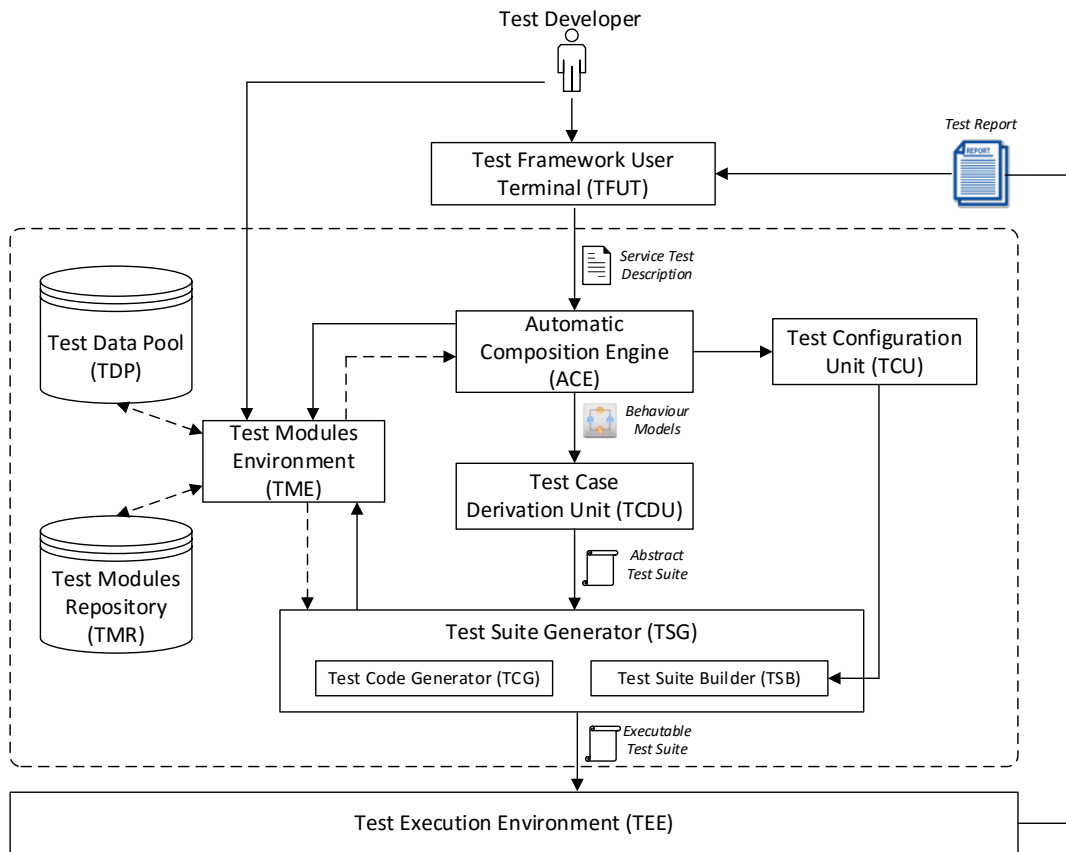 Test Developer
Test Report
REPORT
Test Framework User
Terminal (TFUT)
Service Test
Description
Test Data Pool
(TDP)
Automatic
Composition Engine
(ACE)
Test Configuration
Unit (TCU)
Behaviour
Models
Test Modules
Environment
(TME)
Test Case
Derivation Unit (TCDU)
Abstract
Test Suite
Test Modules
Repository
(TMR)
Test Suite Generator (TSG)
Test Code Generator (TCG)
Test Suite Builder (TSB)
Executable
Test Suite
Test Execution Environment (TEE)